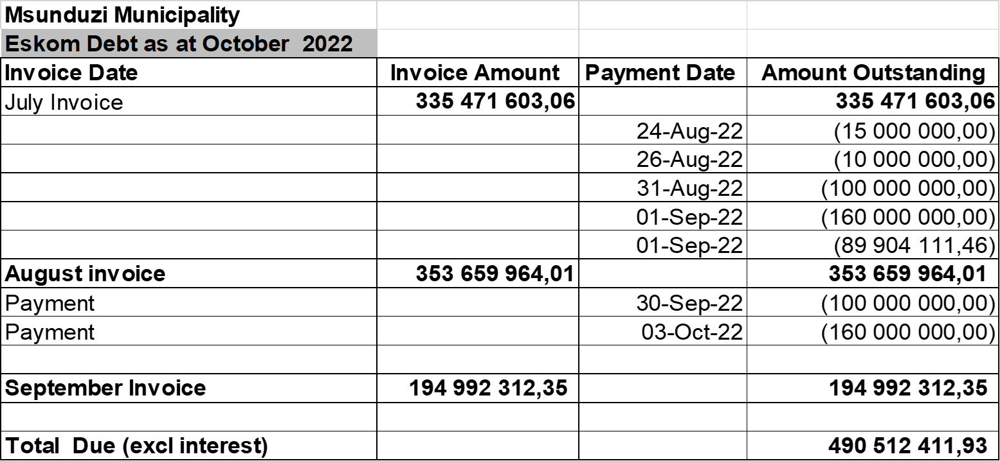 Msunduzi Municipality
Eskom Debt as at October 2022
Invoice Date Invoice Amount Payment Date Amount Outstanding
July Invoice 335 471 603,06 335 471 603,06
24-Aug-22 (15 000 000,00)
26-Aug-22 (10 000 000,00)
31-Aug-22 (100 000 000,00)
01-Sep-22 (160 000 000,00)
01-Sep-22 (89 904 111,46)
August invoice 353 659 964,01 353 659 964,01
Payment 30-Sep-22 (100 000 000,00)
Payment 03-Oct-22 (160 000 000,00)
September Invoice 194 992 312,35 194 992 312,35
Total Due (excl interest) 490 512 411,93